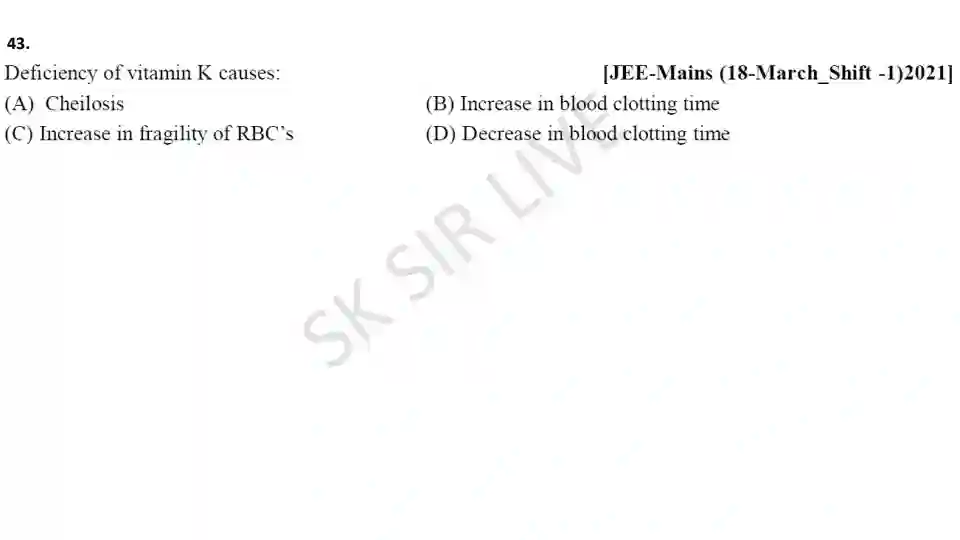 43.
Deficiency of vitamin K causes: [JEE-Mains (18-March_Shift -1)2021]
(A) Cheilosis (B) Increase in blood clotting time
(C) Increase in fragility of RBC’s (D) Decrease in blood clotting time
SK SIR LIVE